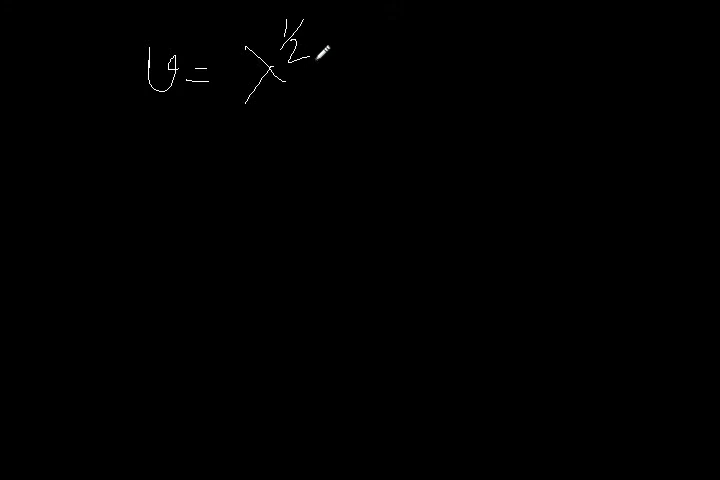 U = x^{1/2}